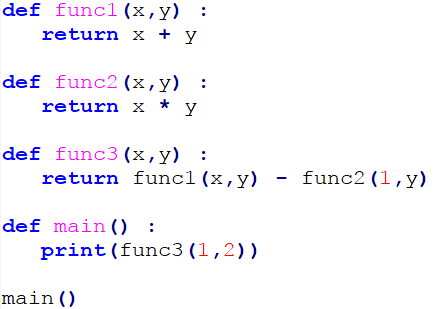 def func1(x,y) :
   return x + y

def func2(x,y) :
   return x * y

def func3(x,y) :
   return func1(x,y) - func2(1,y)

def main() :
   print(func3(1,2))

main()